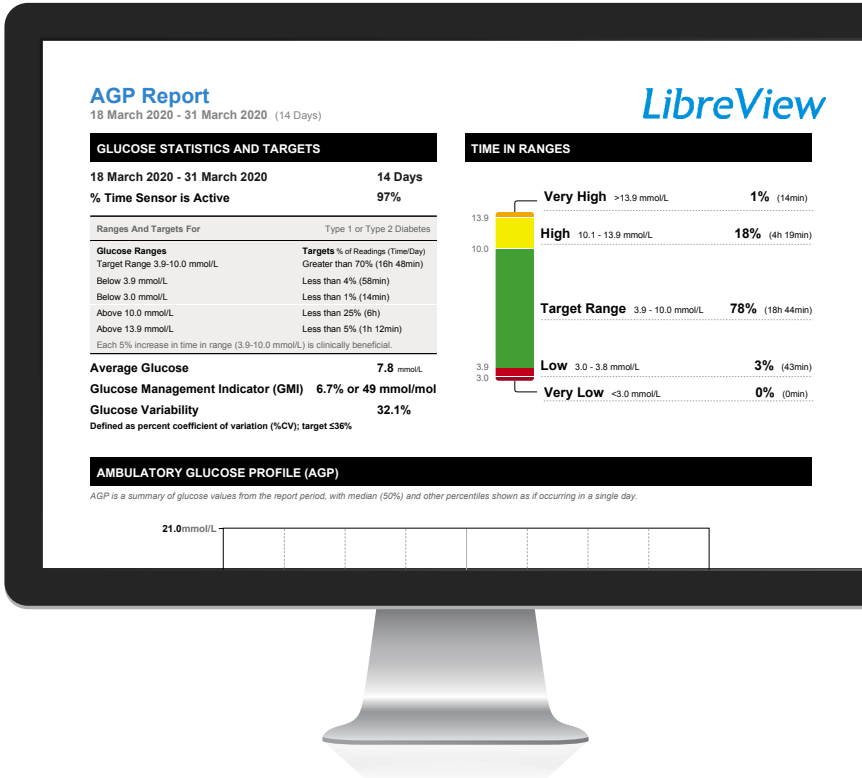 AGP Report
18 March 2020 - 31 March 2020 (14 Days)
LibreView
GLUCOSE STATISTICS AND TARGETS
18 March 2020 - 31 March 2020 14 Days
% Time Sensor is Active 97%
Ranges And Targets For Type 1 or Type 2 Diabetes
Glucose Ranges Targets % of Readings (Time/Day)
Target Range 3.9-10.0 mmol/L Greater than 70% (16h 48min)
Below 3.9 mmol/L Less than 4% (58min)
Below 3.0 mmol/L Less than 1% (14min)
Above 10.0 mmol/L Less than 25% (6h)
Above 13.9 mmol/L Less than 5% (1h 12min)
Each 5% increase in time in range (3.9-10.0 mmol/L) is clinically beneficial.
Average Glucose 7.8 mmol/L
Glucose Management Indicator (GMI) 6.7% or 49 mmol/mol
Glucose Variability 32.1%
Defined as percent coefficient of variation (%CV); target ≤36%
TIME IN RANGES
Very High >13.9 mmol/L 1% (14min)
13.9
High 10.1 - 13.9 mmol/L 18% (4h 19min)
10.0
Target Range 3.9 - 10.0 mmol/L 78% (18h 44min)
3.9
Low 3.0 - 3.8 mmol/L 3% (43min)
3.0
Very Low <3.0 mmol/L 0% (0min)
AMBULATORY GLUCOSE PROFILE (AGP)
AGP is a summary of glucose values from the report period, with median (50%) and other percentiles shown as if occurring in a single day.
21.0mmol/L